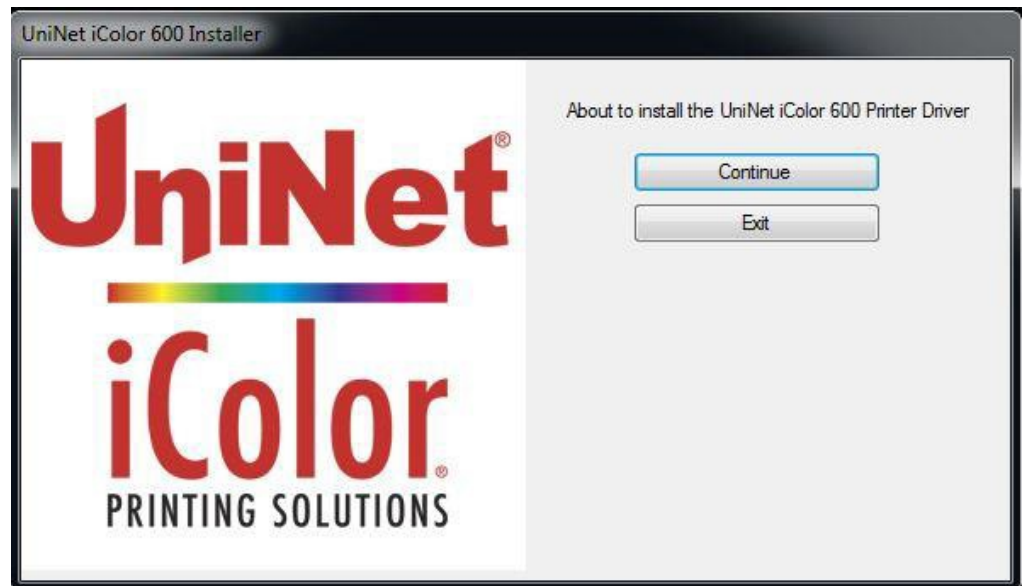 UniNet iColor 600 Installer
UniNet®
iColor®
PRINTING SOLUTIONS
About to install the UniNet iColor 600 Printer Driver
Continue
Exit